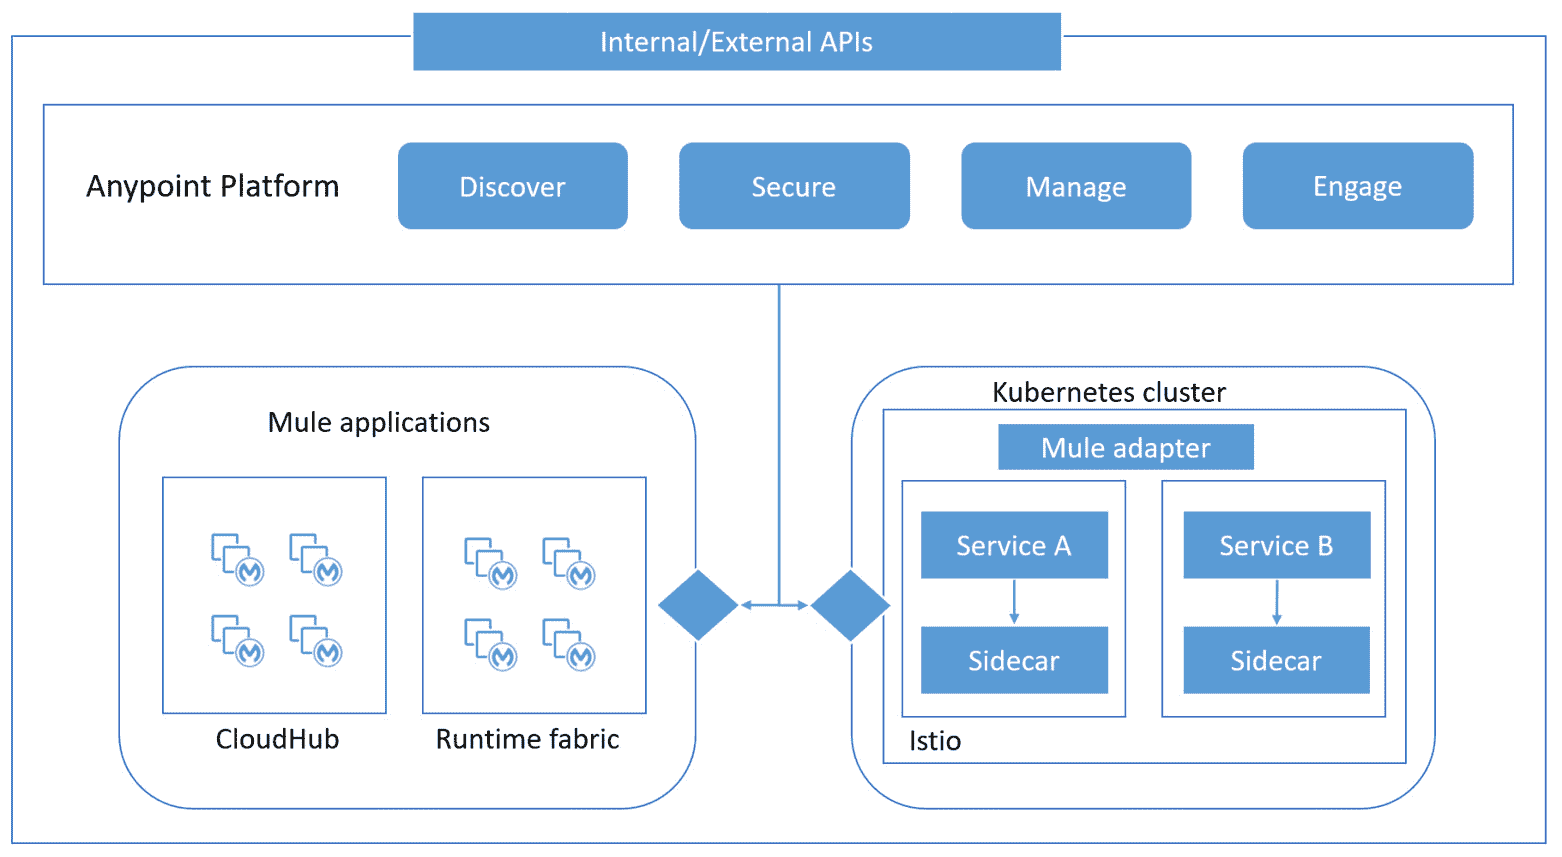 Internal/External APIs
Anypoint Platform
Discover
Secure
Manage
Engage
Mule applications
CloudHub
Runtime fabric
Kubernetes cluster
Mule adapter
Service A
Service B
Sidecar
Sidecar
Istio